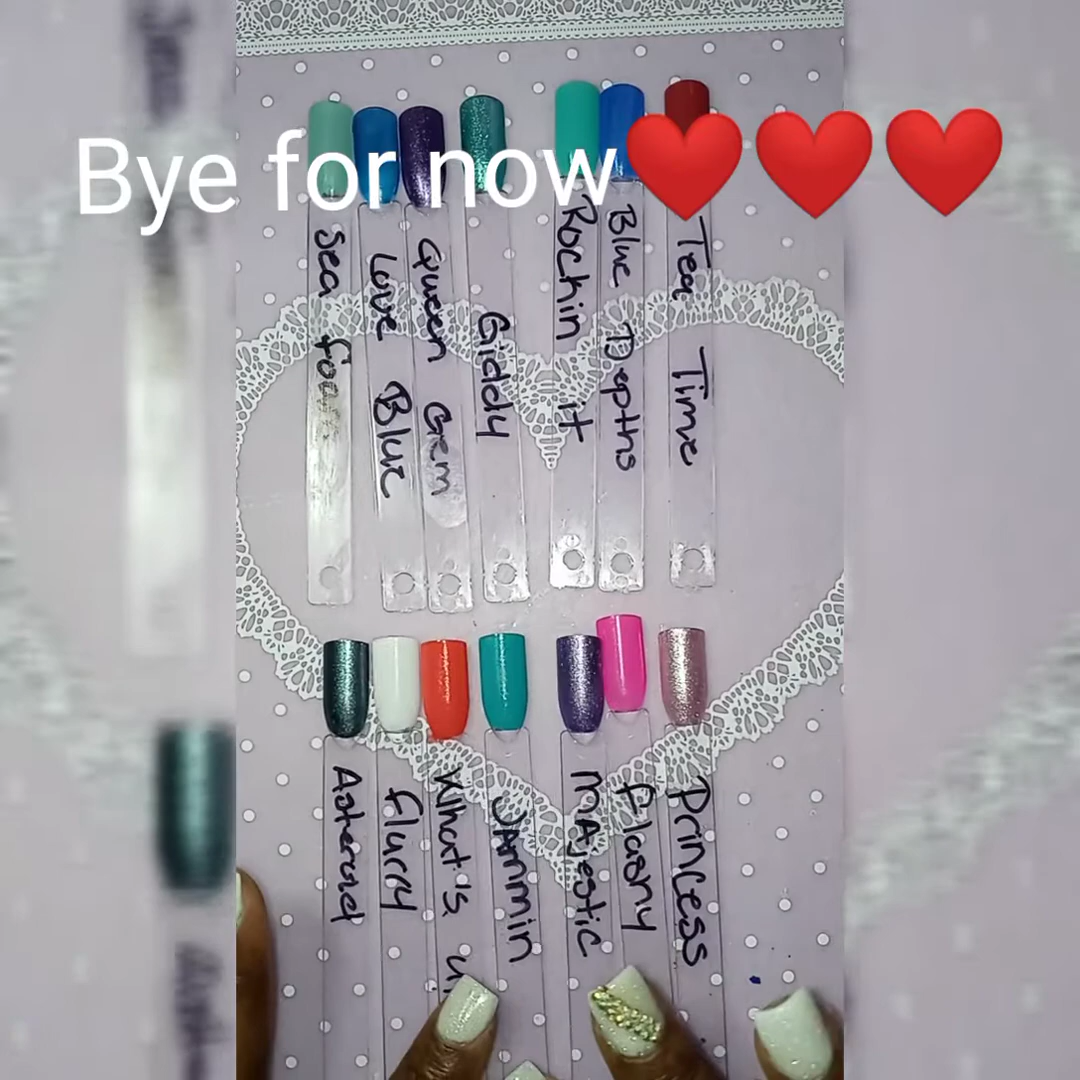 Bye for now❤️❤️❤️
Sea foam
Love Blue
Queen Gem
Giddy
Rockin it
Blue Depths
Tea Time
Asteroid
flurry
What's
JAmmin
mAjestic
flashy
Princess